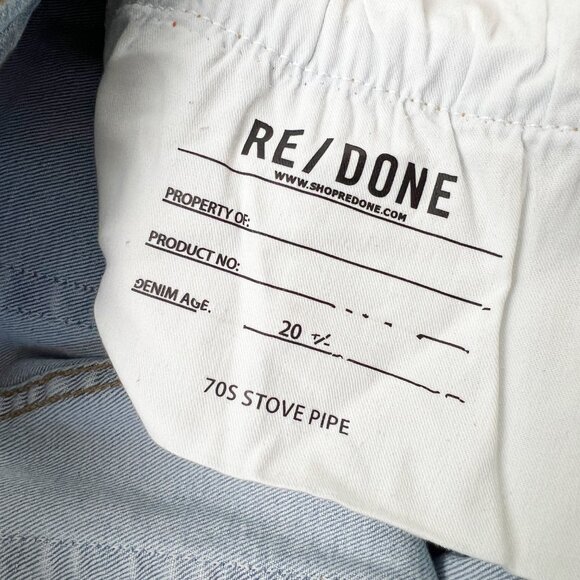 RE/DONE
WWW.SHOPREDONE.COM
PROPERTY OF:
PRODUCT NO:
DENIM AGE.
20 +/-
70S STOVE PIPE